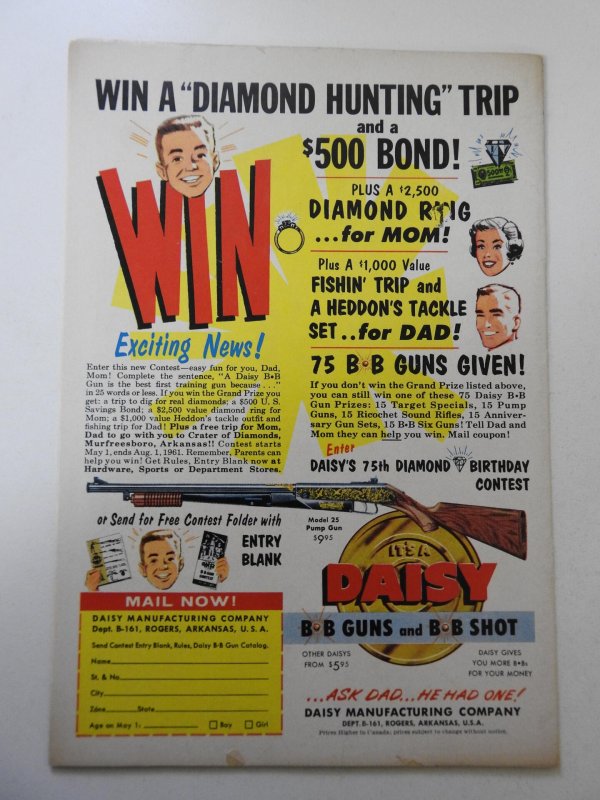 WIN A "DIAMOND HUNTING" TRIP
and a
$500 BOND!
PLUS A $2,500
DIAMOND RING
...for MOM!
Plus A $1,000 Value
FISHIN' TRIP and
A HEDDON'S TACKLE
SET..for DAD!
WIN
Exciting News!
Enter this new Contest—easy fun for you, Dad,
Mom! Complete the sentence, "A Daisy B•B
Gun is the best first training gun because . . ."
in 25 words or less. If you win the Grand Prize you
get: a trip to dig for real diamonds; a $500 U. S.
Savings Bond; a $2,500 value diamond ring for
Mom; a $1,000 value Heddon's tackle outfit and
fishing trip for Dad! Plus a free trip for Mom,
Dad to go with you to Crater of Diamonds,
Murfreesboro, Arkansas!! Contest starts
May 1, ends Aug. 1, 1961. Remember, Parents can
help you win! Get Rules, Entry Blank now at
Hardware, Sports or Department Stores.
75 B•B GUNS GIVEN!
If you don't win the Grand Prize listed above,
you can still win one of these 75 Daisy B•B
Gun Prizes: 15 Target Specials, 15 Pump
Guns, 15 Ricochet Sound Rifles, 15 Anniver-
sary Gun Sets, 15 B•B Six Guns! Tell Dad and
Mom they can help you win. Mail coupon!
Enter
DAISY'S 75th DIAMOND BIRTHDAY
CONTEST
or Send for Free Contest Folder with
ENTRY
BLANK
Model 25
Pump Gun
$9.95
IT'S A
DAISY
B•B GUNS and B•B SHOT
OTHER DAISYS
FROM $5.95
DAISY GIVES
YOU MORE B•Bs
FOR YOUR MONEY
...ASK DAD...HE HAD ONE!
DAISY MANUFACTURING COMPANY
DEPT. B-161, ROGERS, ARKANSAS, U.S.A.
Prices Higher in Canada; prices subject to change without notice.
MAIL NOW!
DAISY MANUFACTURING COMPANY
Dept. B-161, ROGERS, ARKANSAS, U. S. A.
Send Contest Entry Blank, Rules, Daisy B•B Gun Catalog.
Name
St. & No.
City
Zone State
Age on May 1: Boy Girl